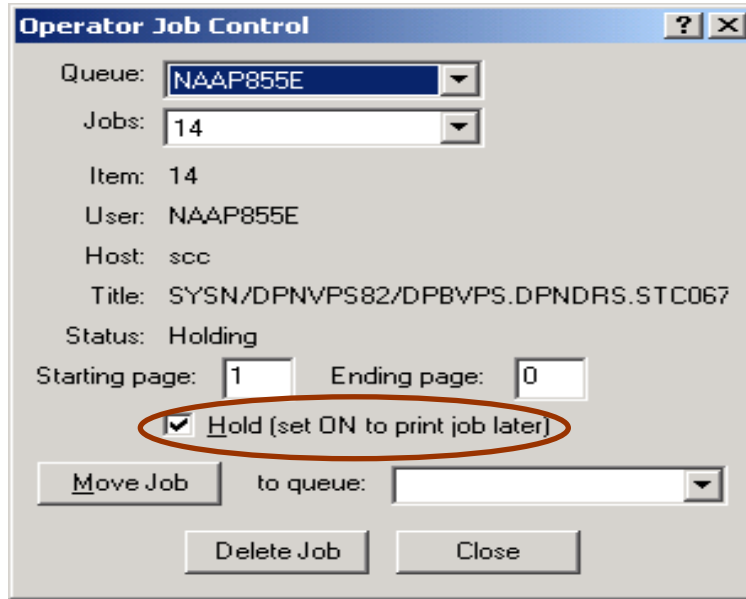 Operator Job Control
Queue: NAAP855E
Jobs: 14
Item: 14
User: NAAP855E
Host: scc
Title: SYSN/DPNVPS82/DPBVPS.DPNDRS.STC067
Status: Holding
Starting page: 1 Ending page: 0
Hold (set ON to print job later)
Move Job to queue:
Delete Job Close